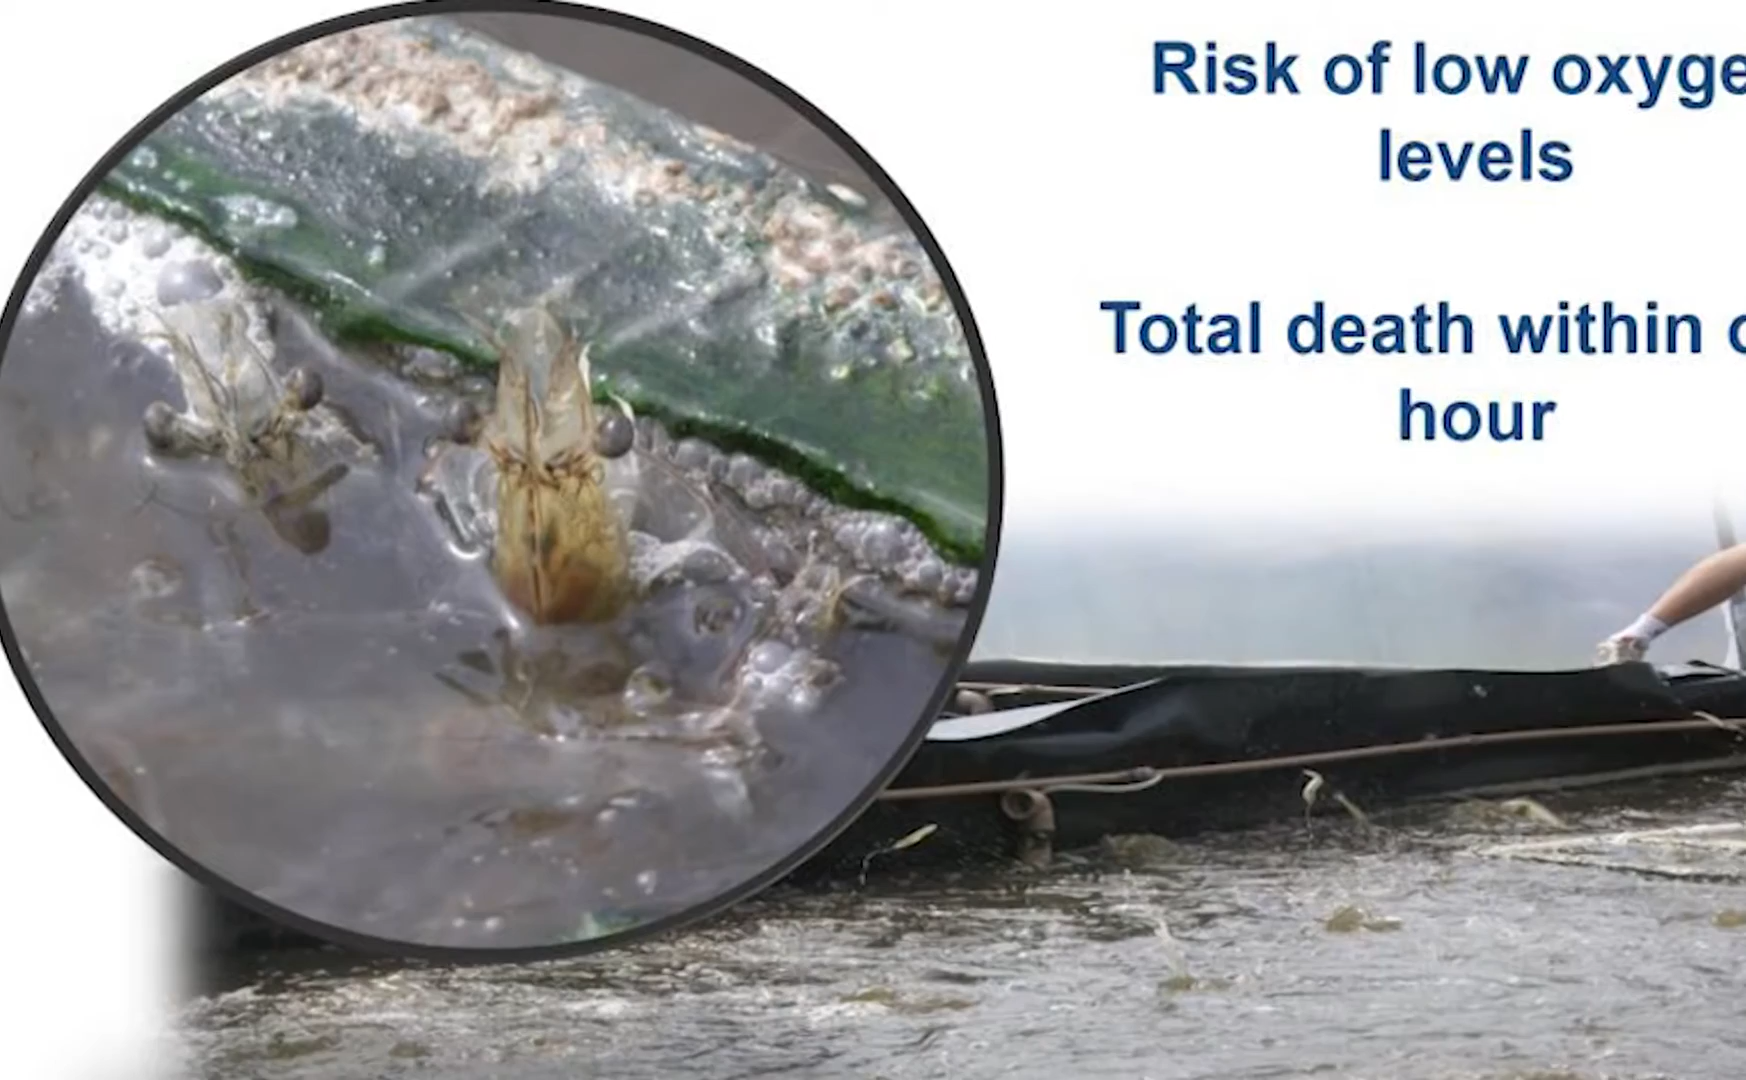 Risk of low oxyge
levels
Total death within
hour